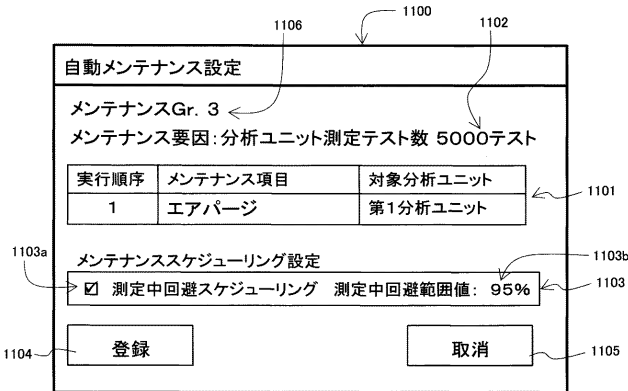 1106
1100
1102
自動メンテナンス設定
メンテナンスGr. 3
メンテナンス要因:分析ユニット測定テスト数 5000テスト
実行順序 メンテナンス項目 対象分析ユニット
1 エアパージ 第1分析ユニット
1101
メンテナンススケジューリング設定
1103a
1103b
☑ 測定中回避スケジューリング 測定中回避範囲値: 95%
1103
登録 取消
1104
1105